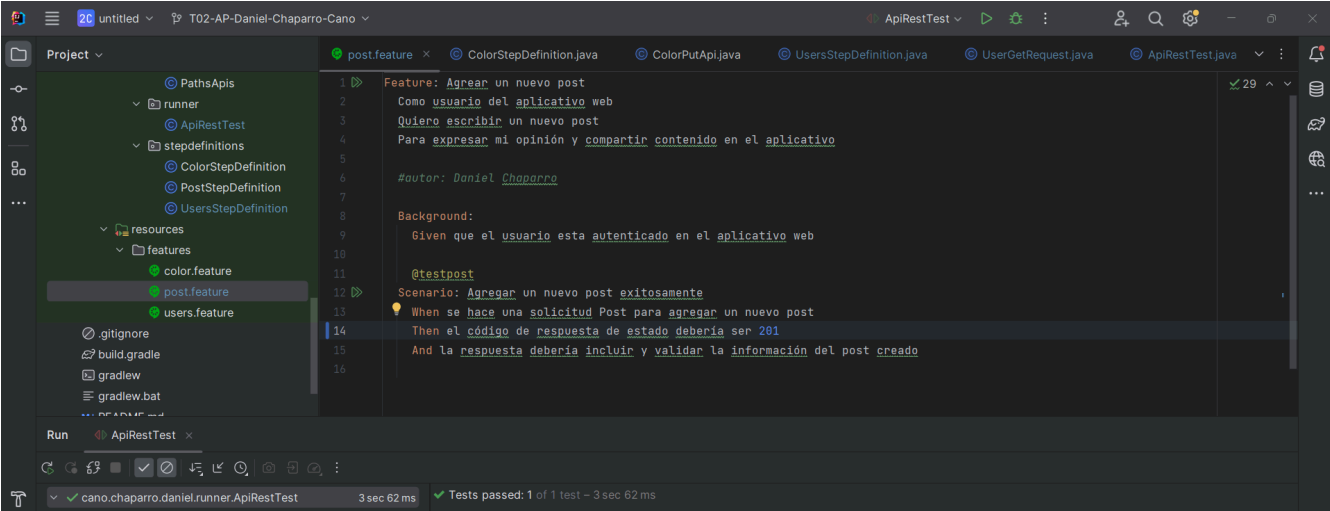 2C untitled T02-AP-Daniel-Chaparro-Cano ApiRestTest
Project
post.feature ColorStepDefinition.java ColorPutApi.java UsersStepDefinition.java UserGetRequest.java ApiRestTest.java
PathsApis
runner
ApiRestTest
stepdefinitions
ColorStepDefinition
PostStepDefinition
UsersStepDefinition
resources
features
color.feature
post.feature
users.feature
.gitignore
build.gradle
gradlew
gradlew.bat
README.md
29
1 Feature: Agrear un nuevo post
2 Como usuario del aplicativo web
3 Quiero escribir un nuevo post
4 Para expresar mi opinión y compartir contenido en el aplicativo
5
6 #autor: Daniel Chaparro
7
8 Background:
9 Given que el usuario esta autenticado en el aplicativo web
10
11 @testpost
12 Scenario: Agregar un nuevo post exitosamente
13 When se hace una solicitud Post para agregar un nuevo post
14 Then el código de respuesta de estado debería ser 201
15 And la respuesta debería incluir y validar la información del post creado
16
Run ApiRestTest
cano.chaparro.daniel.runner.ApiRestTest 3 sec 62 ms
Tests passed: 1 of 1 test – 3 sec 62 ms